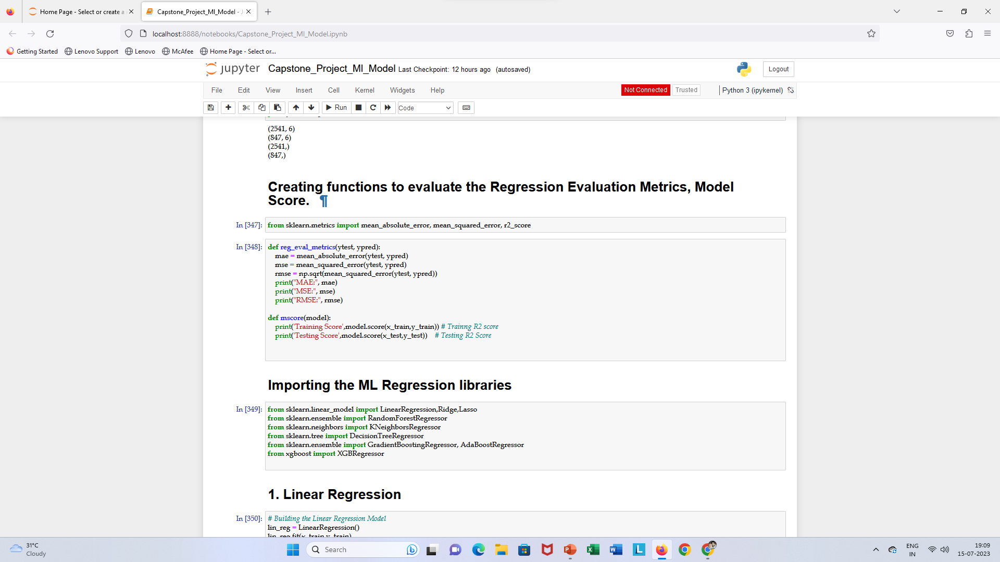 Home Page - Select or create a
Capstone_Project_Ml_Model - J
localhost:8888/notebooks/Capstone_Project_Ml_Model.ipynb
Getting Started Lenovo Support Lenovo McAfee Home Page - Select or...
jupyter Capstone_Project_Ml_Model Last Checkpoint: 12 hours ago (autosaved) Logout
File Edit View Insert Cell Kernel Widgets Help Not Connected Trusted Python 3 (ipykernel)
Run Code
(2541, 6)
(847, 6)
(2541,)
(847,)
Creating functions to evaluate the Regression Evaluation Metrics, Model
Score. ¶
In [347]: from sklearn.metrics import mean_absolute_error, mean_squared_error, r2_score
In [348]: def reg_eval_metrics(ytest, ypred):
    mae = mean_absolute_error(ytest, ypred)
    mse = mean_squared_error(ytest, ypred)
    rmse = np.sqrt(mean_squared_error(ytest, ypred))
    print("MAE:", mae)
    print("MSE:", mse)
    print("RMSE:", rmse)
def mscore(model):
    print('Training Score',model.score(x_train,y_train)) # Trainng R2 score
    print('Testing Score',model.score(x_test,y_test))    # Testing R2 Score
Importing the ML Regression libraries
In [349]: from sklearn.linear_model import LinearRegression,Ridge,Lasso
from sklearn.ensemble import RandomForestRegressor
from sklearn.neighbors import KNeighborsRegressor
from sklearn.tree import DecisionTreeRegressor
from sklearn.ensemble import GradientBoostingRegressor, AdaBoostRegressor
from xgboost import XGBRegressor
1. Linear Regression
In [350]: # Building the Linear Regression Model
lin_reg = LinearRegression()
lin_reg.fit(x_train,y_train)
31°C
Cloudy
Search
ENG
IN
19:09
15-07-2023